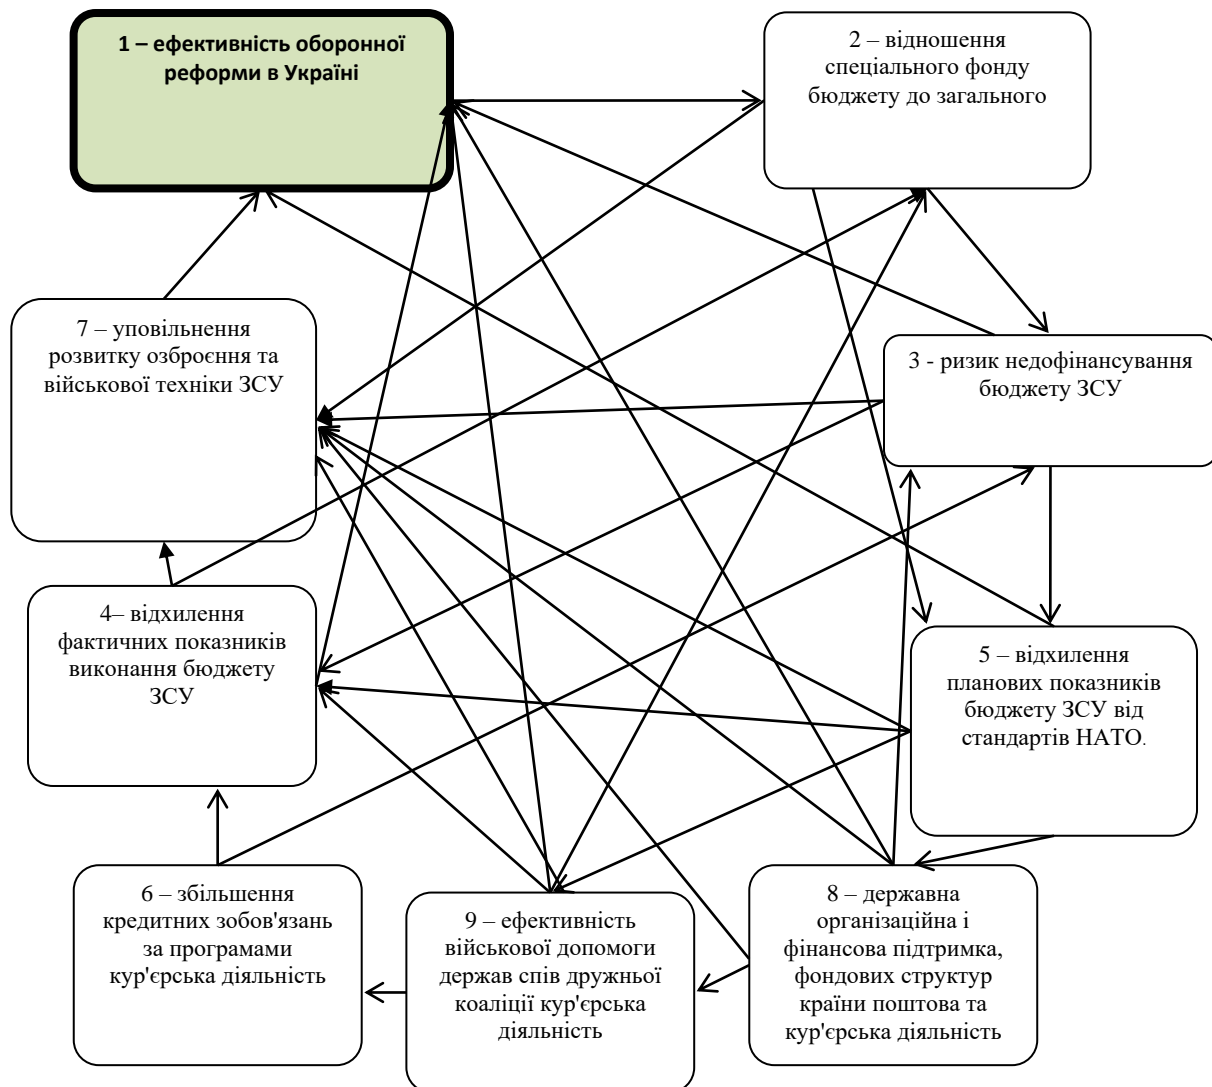 1 – ефективність оборонної
реформи в Україні
2 – відношення
спеціального фонду
бюджету до загального
7 – уповільнення
розвитку озброєння та
військової техніки ЗСУ
3 - ризик недофінансування
бюджету ЗСУ
4– відхилення
фактичних показників
виконання бюджету
ЗСУ
5 – відхилення
планових показників
бюджету ЗСУ від
стандартів НАТО.
6 – збільшення
кредитних зобов'язань
за програмами
кур'єрська діяльність
9 – ефективність
військової допомоги
держав спів дружньої
коаліції кур'єрська
діяльність
8 – державна
організаційна і
фінансова підтримка,
фондових структур
країни поштова та
кур'єрська діяльність